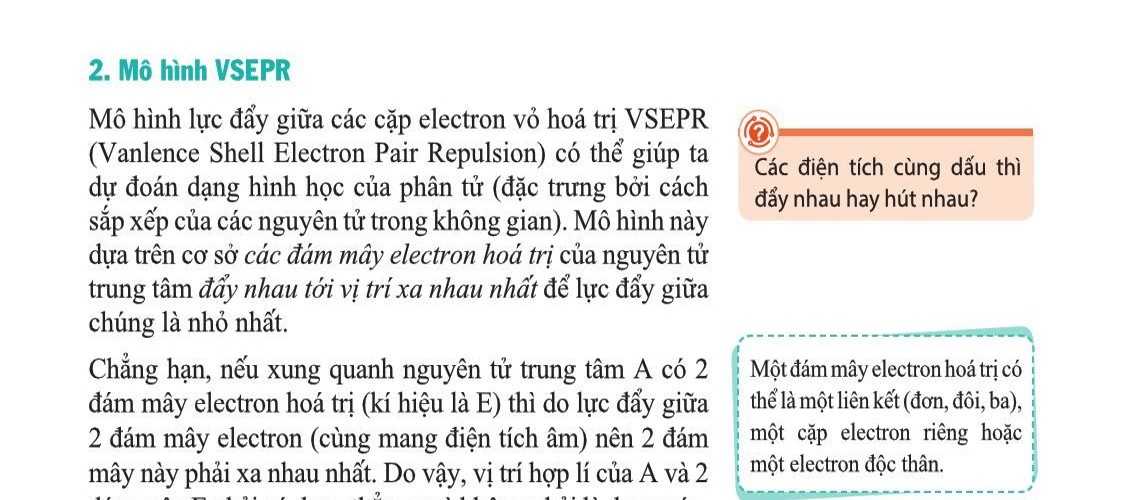 2. Mô hình VSEPR
Mô hình lực đẩy giữa các cặp electron vỏ hoá trị VSEPR
(Vanlence Shell Electron Pair Repulsion) có thể giúp ta
dự đoán dạng hình học của phân tử (đặc trưng bởi cách
sắp xếp của các nguyên tử trong không gian). Mô hình này
dựa trên cơ sở các đám mây electron hoá trị của nguyên tử
trung tâm đẩy nhau tới vị trí xa nhau nhất để lực đẩy giữa
chúng là nhỏ nhất.
Chẳng hạn, nếu xung quanh nguyên tử trung tâm A có 2
đám mây electron hoá trị (kí hiệu là E) thì do lực đẩy giữa
2 đám mây electron (cùng mang điện tích âm) nên 2 đám
mây này phải xa nhau nhất. Do vậy, vị trí hợp lí của A và 2
?
Các điện tích cùng dấu thì
đẩy nhau hay hút nhau?
Một đám mây electron hoá trị có
thể là một liên kết (đơn, đôi, ba),
một cặp electron riêng hoặc
một electron độc thân.